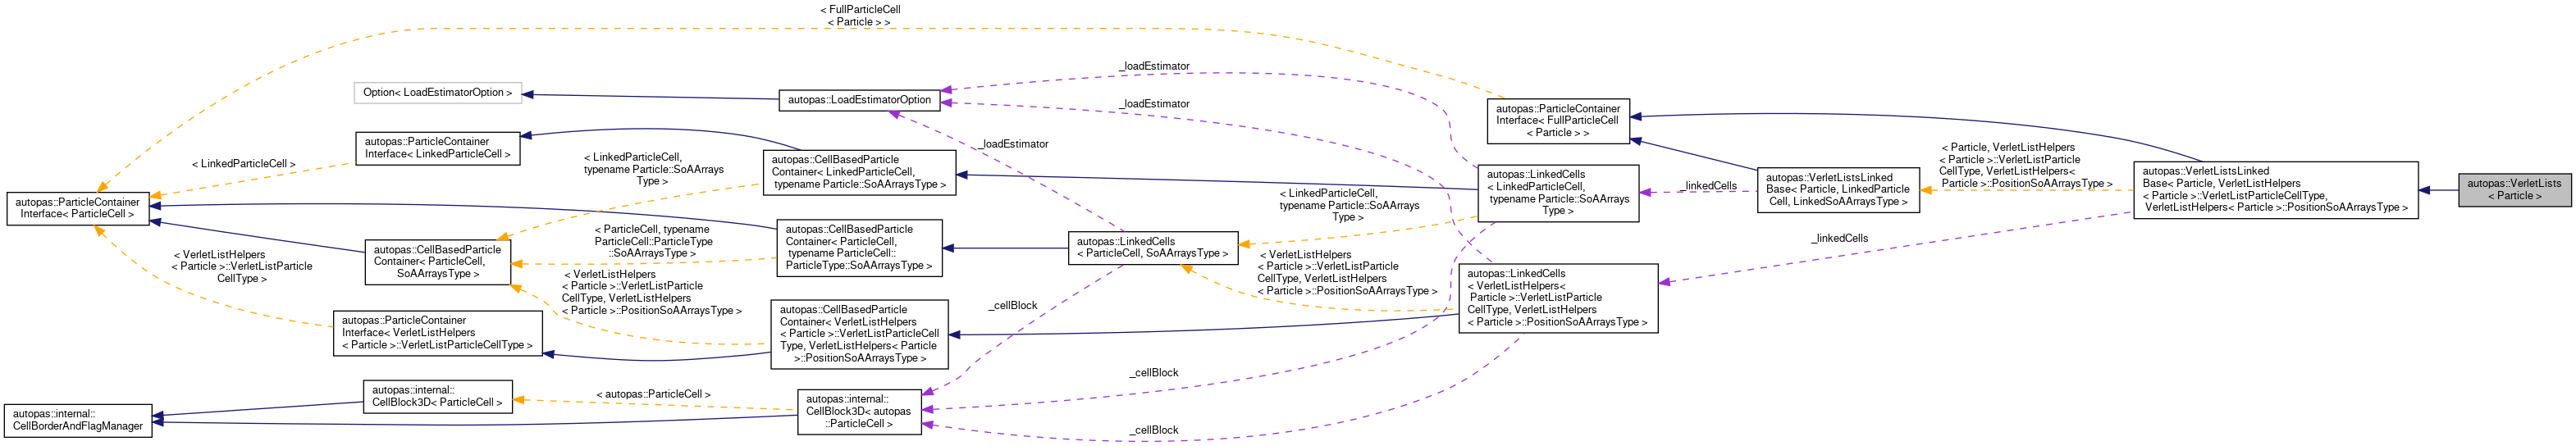 < FullParticleCell
< Particle > >
_loadEstimator
Option< LoadEstimatorOption >
autopas::LoadEstimatorOption
_loadEstimator
autopas::ParticleContainer
Interface< FullParticleCell
< Particle > >
autopas::ParticleContainer
Interface< LinkedParticleCell >
< LinkedParticleCell >
_loadEstimator
< LinkedParticleCell,
typename Particle::SoAArrays
Type >
autopas::CellBasedParticle
Container< LinkedParticleCell,
typename Particle::SoAArraysType >
autopas::LinkedCells
< LinkedParticleCell,
typename Particle::SoAArrays
Type >
_linkedCells
autopas::VerletListsLinked
Base< Particle, LinkedParticle
Cell, LinkedSoAArraysType >
< Particle, VerletListHelpers
< Particle >::VerletListParticle
CellType, VerletListHelpers<
Particle >::PositionSoAArraysType >
autopas::VerletListsLinked
Base< Particle, VerletListHelpers
< Particle >::VerletListParticleCellType,
VerletListHelpers< Particle >::PositionSoAArraysType >
autopas::VerletLists
< Particle >
autopas::ParticleContainer
Interface< ParticleCell >
< LinkedParticleCell,
typename Particle::SoAArrays
Type >
< ParticleCell, typename
ParticleCell::ParticleType
::SoAArraysType >
autopas::CellBasedParticle
Container< ParticleCell,
typename ParticleCell::
ParticleType::SoAArraysType >
autopas::LinkedCells
< ParticleCell, SoAArraysType >
_linkedCells
autopas::CellBasedParticle
Container< ParticleCell,
SoAArraysType >
< VerletListHelpers
< Particle >::VerletListParticle
CellType >
< VerletListHelpers
< Particle >::VerletListParticle
CellType, VerletListHelpers
< Particle >::PositionSoAArraysType >
< VerletListHelpers
< Particle >::VerletListParticle
CellType, VerletListHelpers
< Particle >::PositionSoAArraysType >
autopas::LinkedCells
< VerletListHelpers<
Particle >::VerletListParticle
CellType, VerletListHelpers
< Particle >::PositionSoAArraysType >
_cellBlock
autopas::ParticleContainer
Interface< VerletListHelpers
< Particle >::VerletListParticleCellType >
autopas::CellBasedParticle
Container< VerletListHelpers
< Particle >::VerletListParticleCell
Type, VerletListHelpers< Particle
>::PositionSoAArraysType >
_cellBlock
autopas::internal::
CellBlock3D< ParticleCell >
< autopas::ParticleCell >
autopas::internal::
CellBlock3D< autopas
::ParticleCell >
autopas::internal::
CellBorderAndFlagManager
_cellBlock